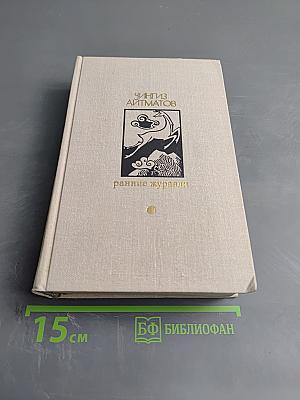 ЧИНГИЗ
АЙТМАТОВ
ранние журавли
15 см
БФ БИБЛИОФАН